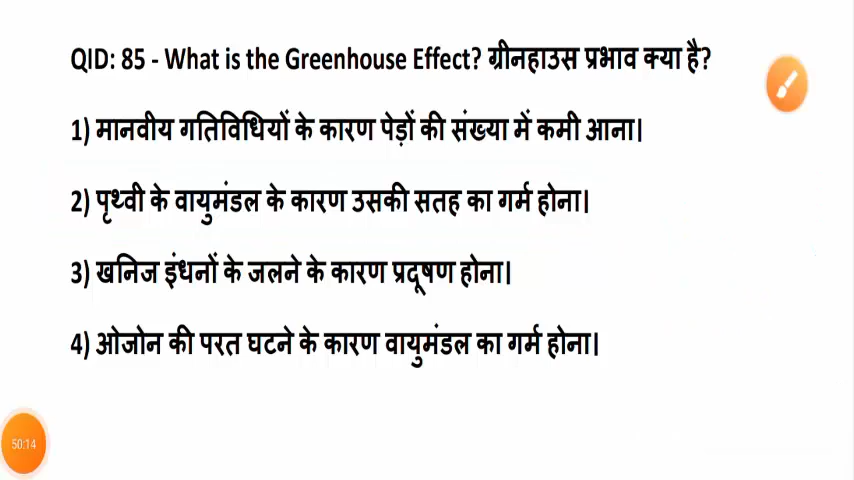 QID: 85 - What is the Greenhouse Effect? ग्रीनहाउस प्रभाव क्या है?
1) मानवीय गतिविधियों के कारण पेड़ों की संख्या में कमी आना।
2) पृथ्वी के वायुमंडल के कारण उसकी सतह का गर्म होना।
3) खनिज इंधनों के जलने के कारण प्रदूषण होना।
4) ओजोन की परत घटने के कारण वायुमंडल का गर्म होना।
50:14